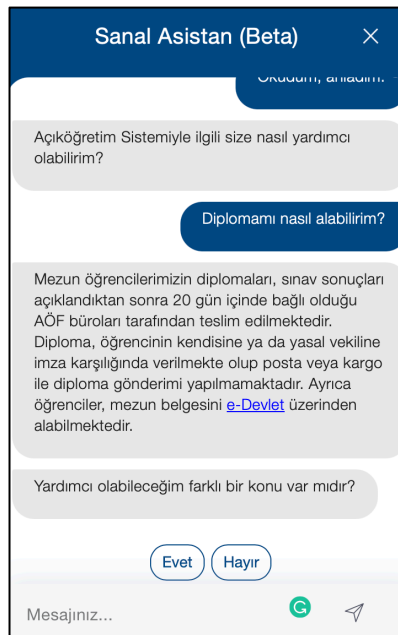 Sanal Asistan (Beta)
Okudum, anladım.
Açıköğretim Sistemiyle ilgili size nasıl yardımcı
olabilirim?
Diplomamı nasıl alabilirim?
Mezun öğrencilerimizin diplomaları, sınav sonuçları
açıklandıktan sonra 20 gün içinde bağlı olduğu
AÖF büroları tarafından teslim edilmektedir.
Diploma, öğrencinin kendisine ya da yasal vekiline
imza karşılığında verilmekte olup posta veya kargo
ile diploma gönderimi yapılmamaktadır. Ayrıca
öğrenciler, mezun belgesini e-Devlet üzerinden
alabilmektedir.
Yardımcı olabileceğim farklı bir konu var mıdır?
Evet Hayır
Mesajınız...